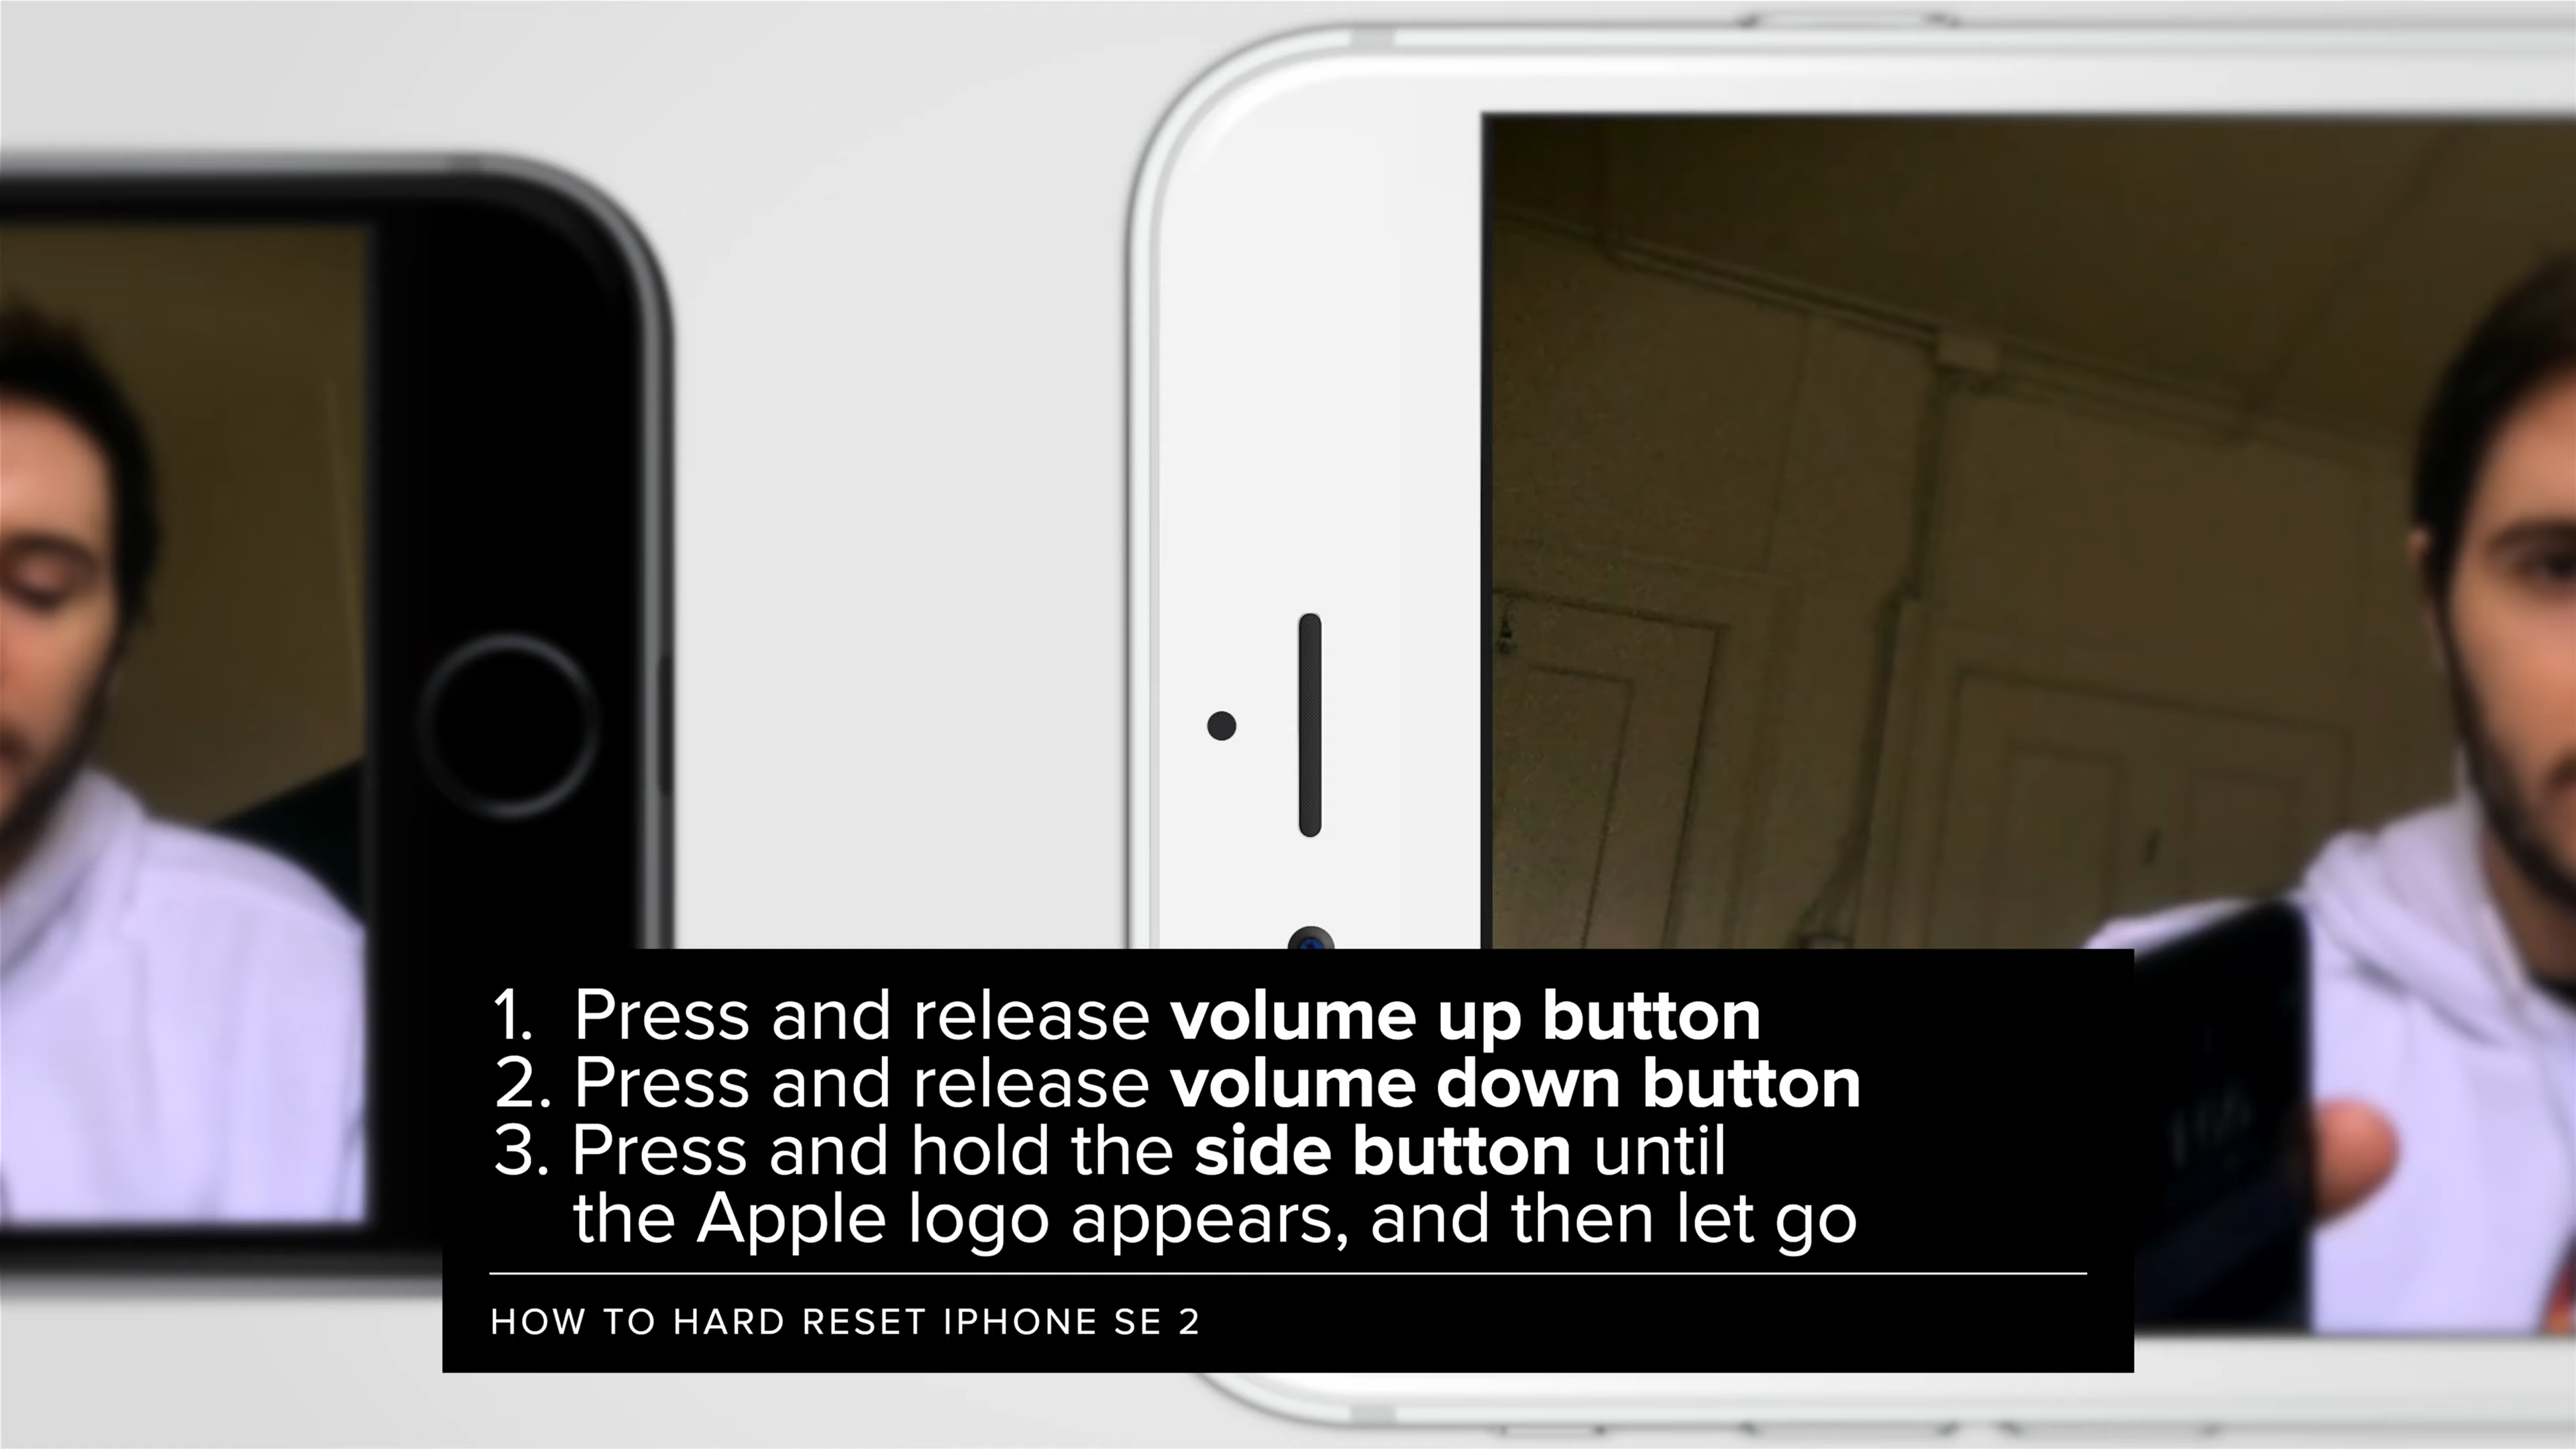 1. Press and release volume up button
2. Press and release volume down button
3. Press and hold the side button until
the Apple logo appears, and then let go
HOW TO HARD RESET IPHONE SE 2